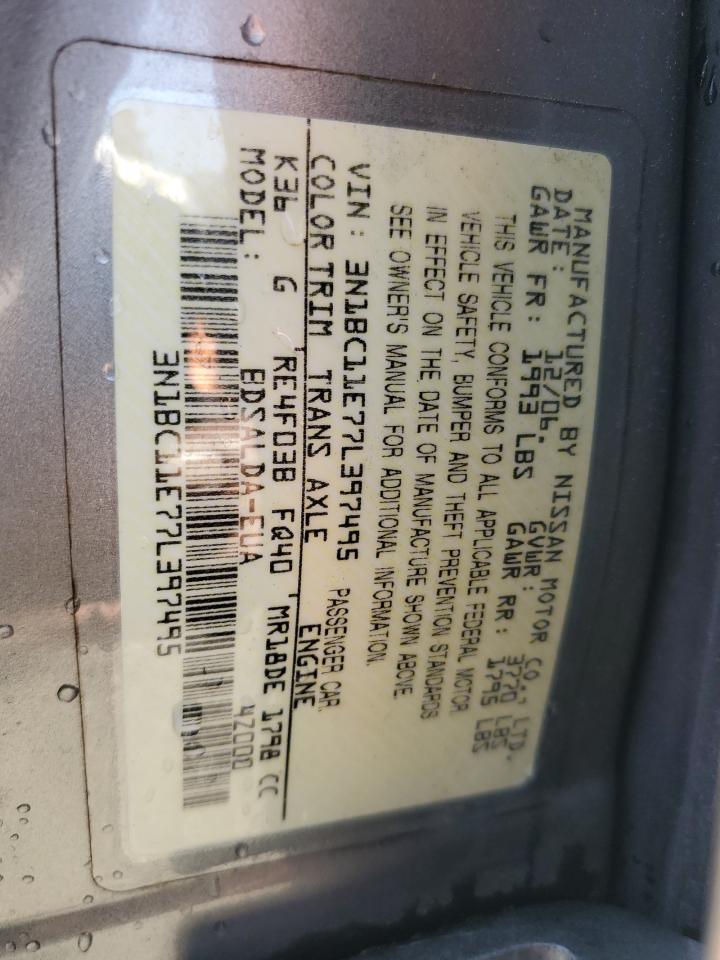 MANUFACTURED BY NISSAN MOTOR CO., LTD.
DATE: 12/06. GVWR: 3770 LBS
GAWR FR: 1993 LBS GAWR RR: 1795 LBS
THIS VEHICLE CONFORMS TO ALL APPLICABLE FEDERAL MOTOR
VEHICLE SAFETY, BUMPER AND THEFT PREVENTION STANDARDS
IN EFFECT ON THE DATE OF MANUFACTURE SHOWN ABOVE.
SEE OWNER'S MANUAL FOR ADDITIONAL INFORMATION.
VIN: 3N1BC11E77L397495 PASSENGER CAR
COLOR TRIM TRANS AXLE ENGINE
K36 G RE4F03B FQ40 MR18DE 1798 CC
MODEL: BDSALDA-EUA 4Z000
3N1BC11E77L397495